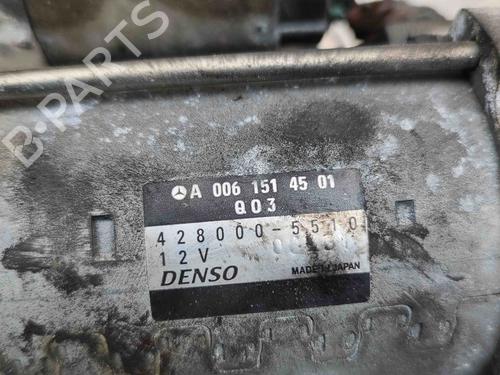 B-PARTS
A 006 151 45 01
Q03
428000-5510
12V
DENSO
MADE IN JAPAN